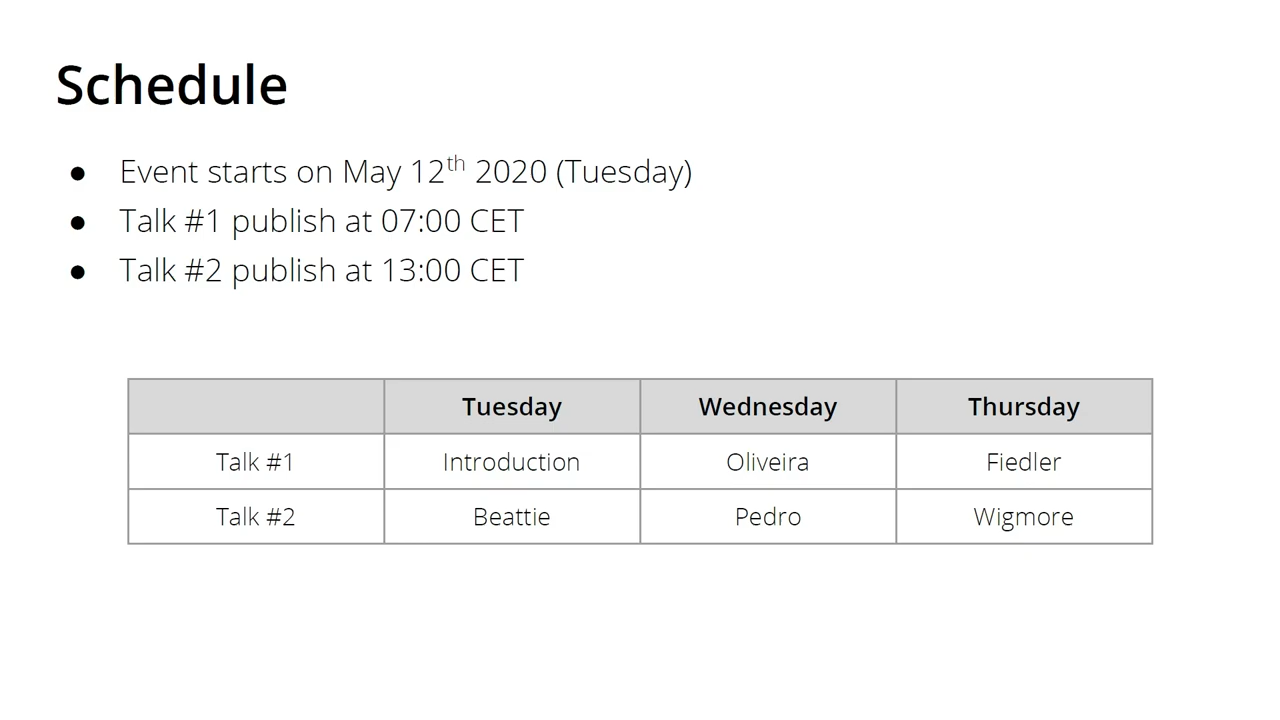 Schedule
● Event starts on May 12th 2020 (Tuesday)
● Talk #1 publish at 07:00 CET
● Talk #2 publish at 13:00 CET
Tuesday Wednesday Thursday
Talk #1 Introduction Oliveira Fiedler
Talk #2 Beattie Pedro Wigmore